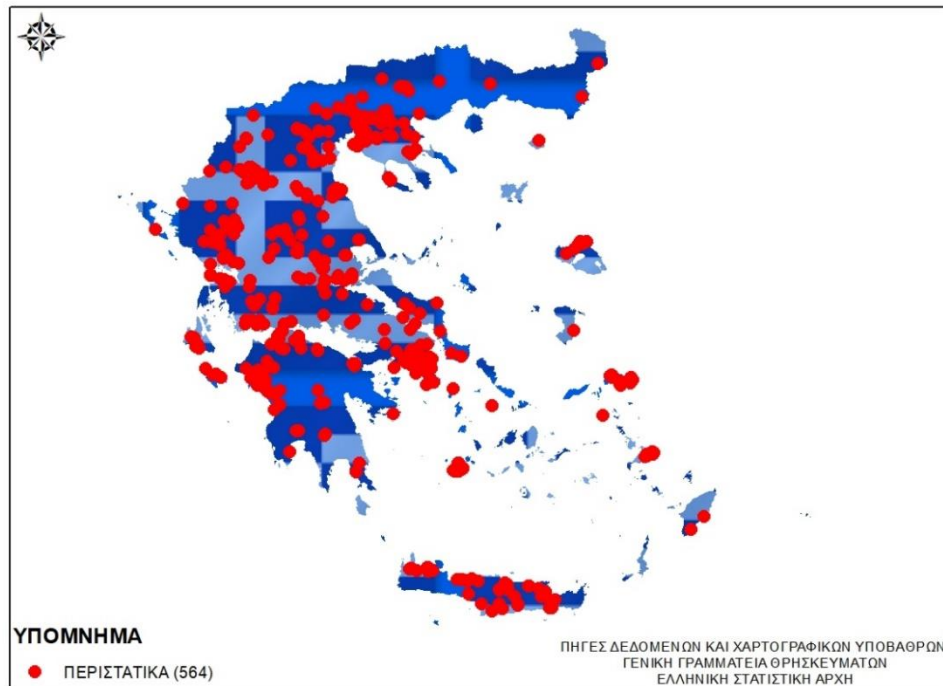 ΥΠΟΜΝΗΜΑ
ΠΕΡΙΣΤΑΤΙΚΑ (564)
ΠΗΓΕΣ ΔΕΔΟΜΕΝΩΝ ΚΑΙ ΧΑΡΤΟΓΡΑΦΙΚΩΝ ΥΠΟΒΑΘΡΩΝ
ΓΕΝΙΚΗ ΓΡΑΜΜΑΤΕΙΑ ΘΡΗΣΚΕΥΜΑΤΩΝ
ΕΛΛΗΝΙΚΗ ΣΤΑΤΙΣΤΙΚΗ ΑΡΧΗ